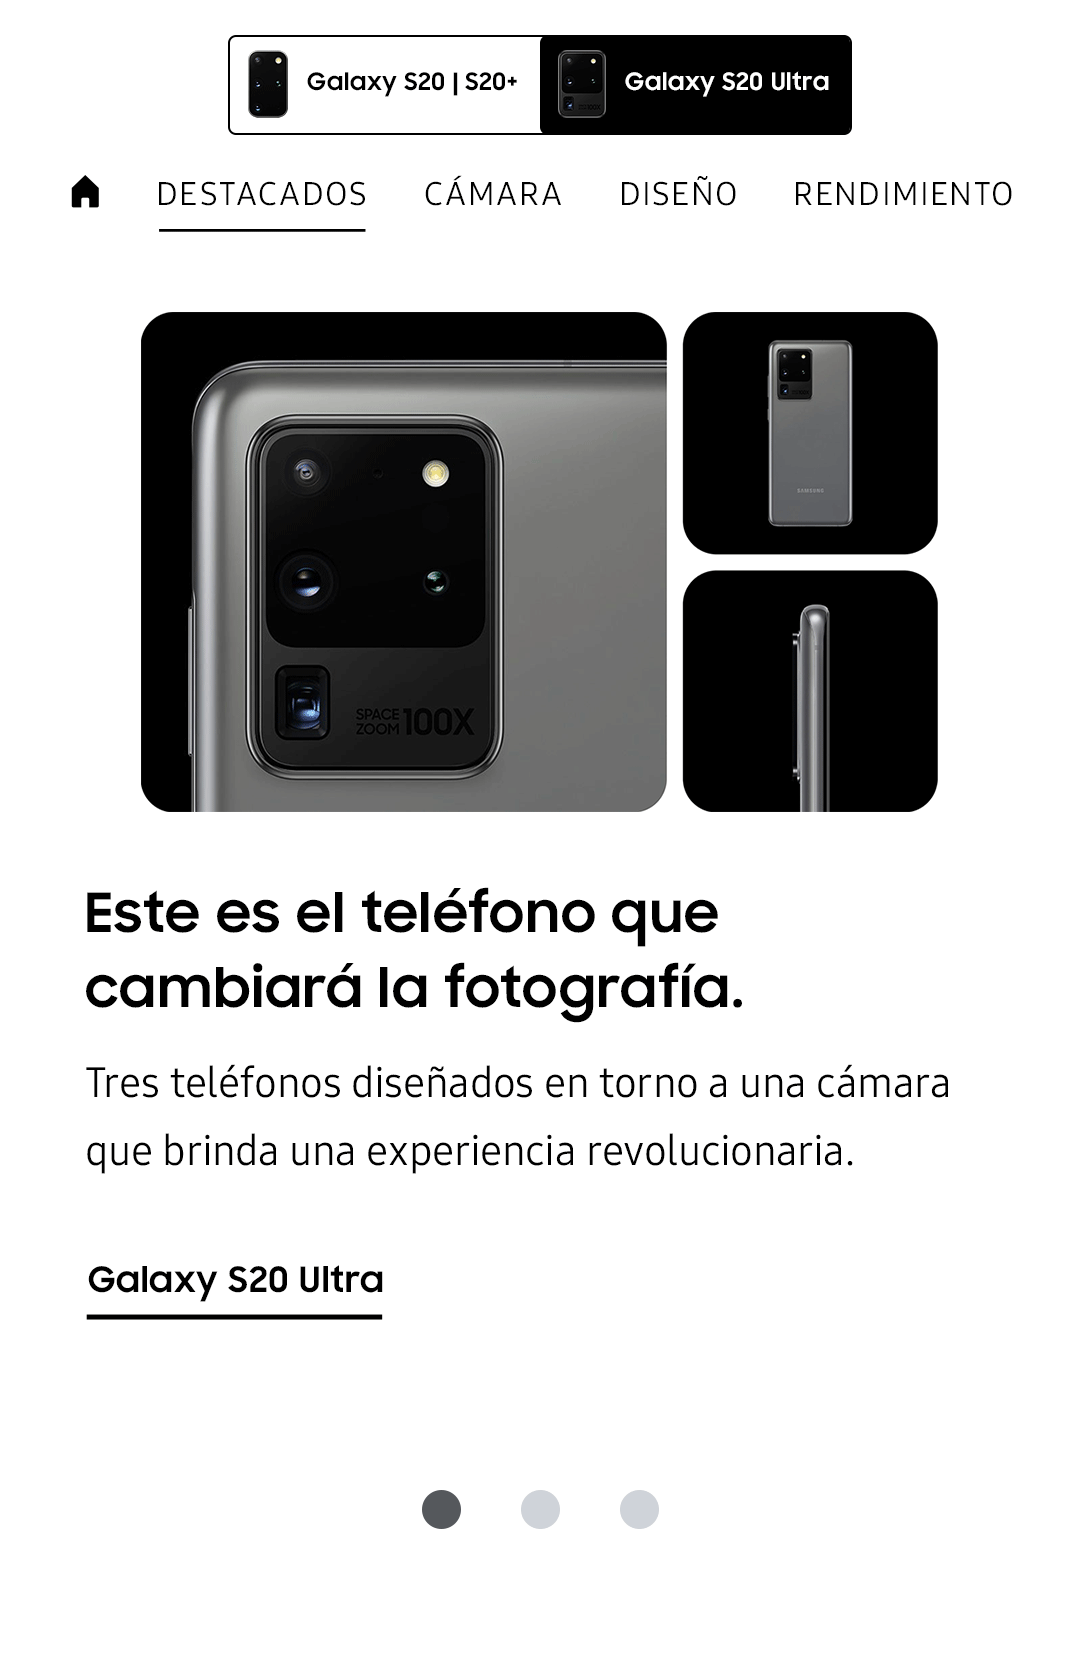 Galaxy S20 | S20+
Galaxy S20 Ultra
DESTACADOS
CÁMARA
DISEÑO
RENDIMIENTO
SPACE
ZOOM 100X
SAMSUNG
Este es el teléfono que
cambiará la fotografía.
Tres teléfonos diseñados en torno a una cámara
que brinda una experiencia revolucionaria.
Galaxy S20 Ultra